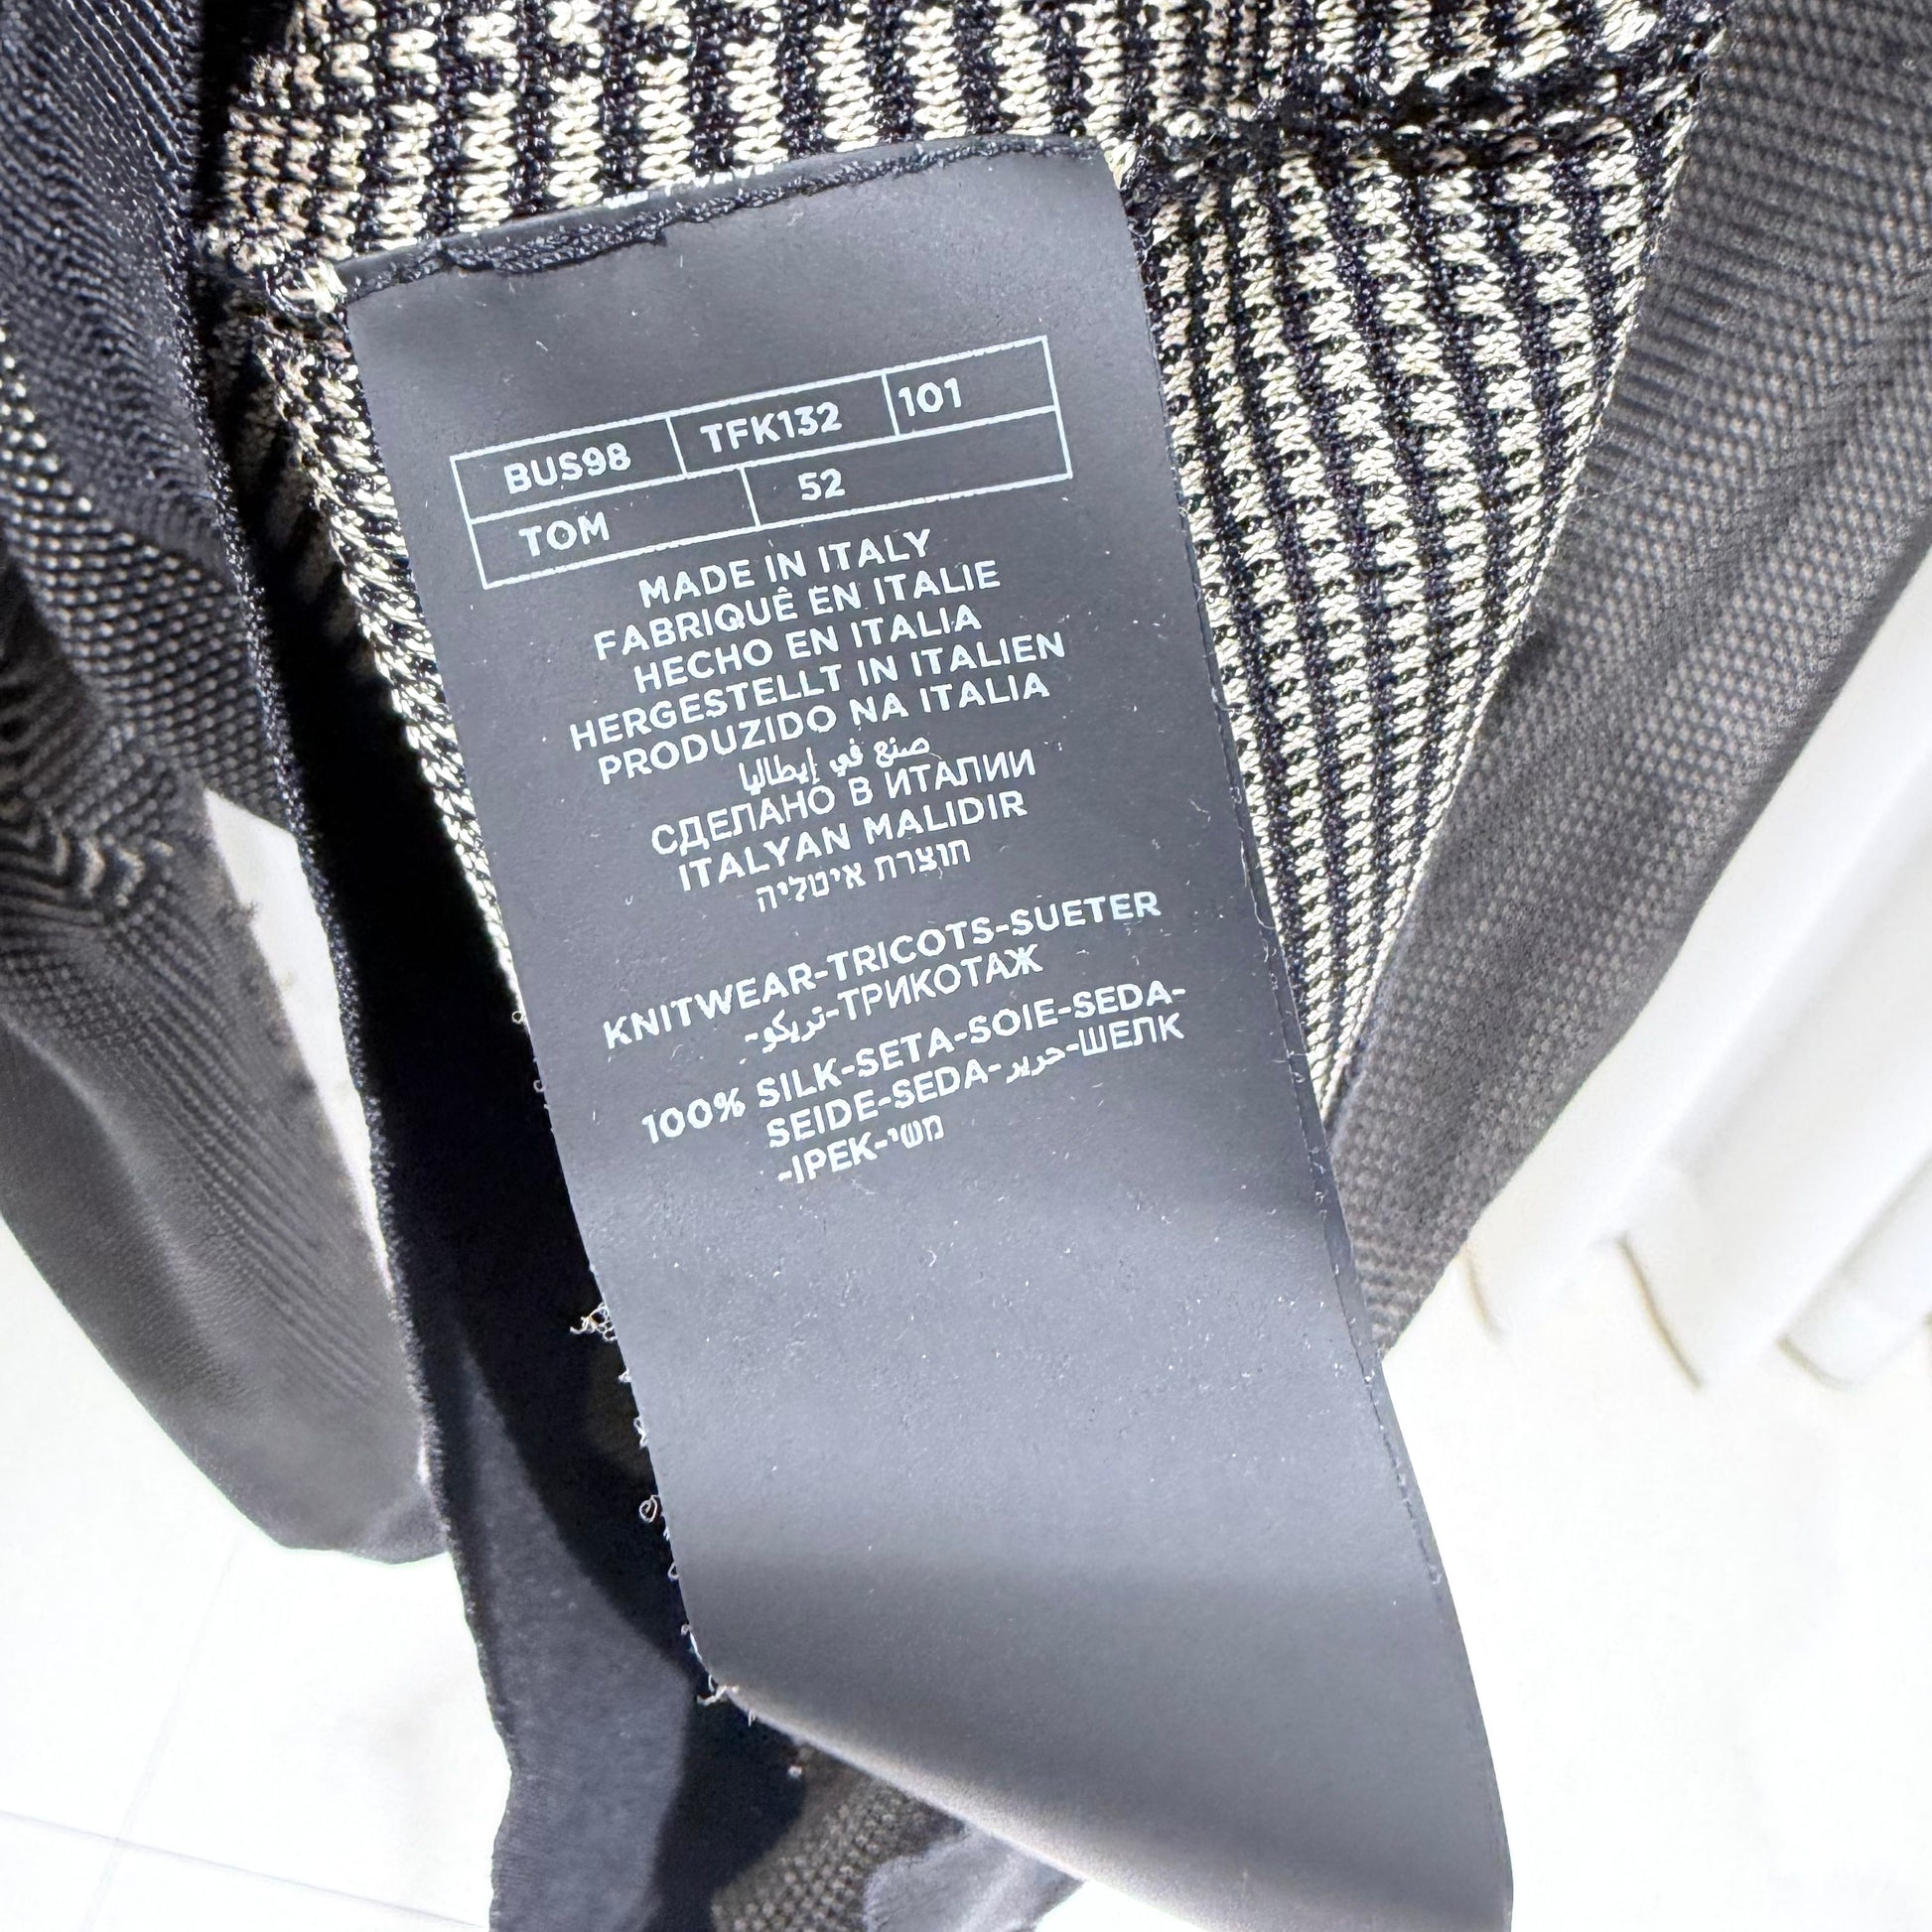 BUS98 TFK132 101
TOM 52
MADE IN ITALY
FABRIQUÊ EN ITALIE
HECHO EN ITALIA
HERGESTELLT IN ITALIEN
PRODUZIDO NA ITALIA
صنع في إيطاليا
СДЕЛАНО В ИТАЛИИ
ITALYAN MALIDIR
תוצרת איטליה
KNITWEAR-TRICOTS-SUETER
-تريكو-ТРИКОТАЖ
100% SILK-SETA-SOIE-SEDA-
SEIDE-SEDA-حرير-ШЕЛК
-IPEK-משי